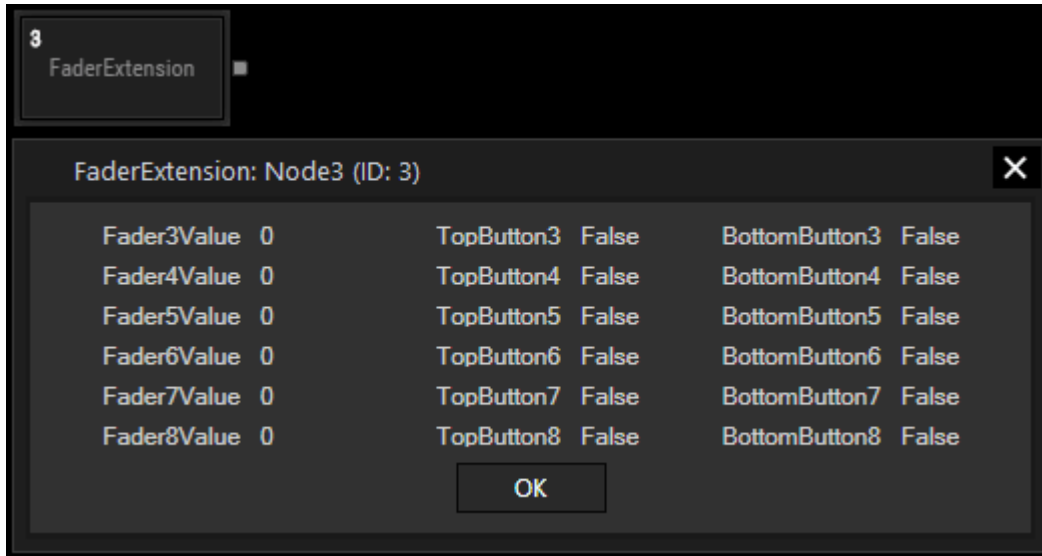 3
FaderExtension
FaderExtension: Node3 (ID: 3)
Fader3Value 0 TopButton3 False BottomButton3 False
Fader4Value 0 TopButton4 False BottomButton4 False
Fader5Value 0 TopButton5 False BottomButton5 False
Fader6Value 0 TopButton6 False BottomButton6 False
Fader7Value 0 TopButton7 False BottomButton7 False
Fader8Value 0 TopButton8 False BottomButton8 False
OK